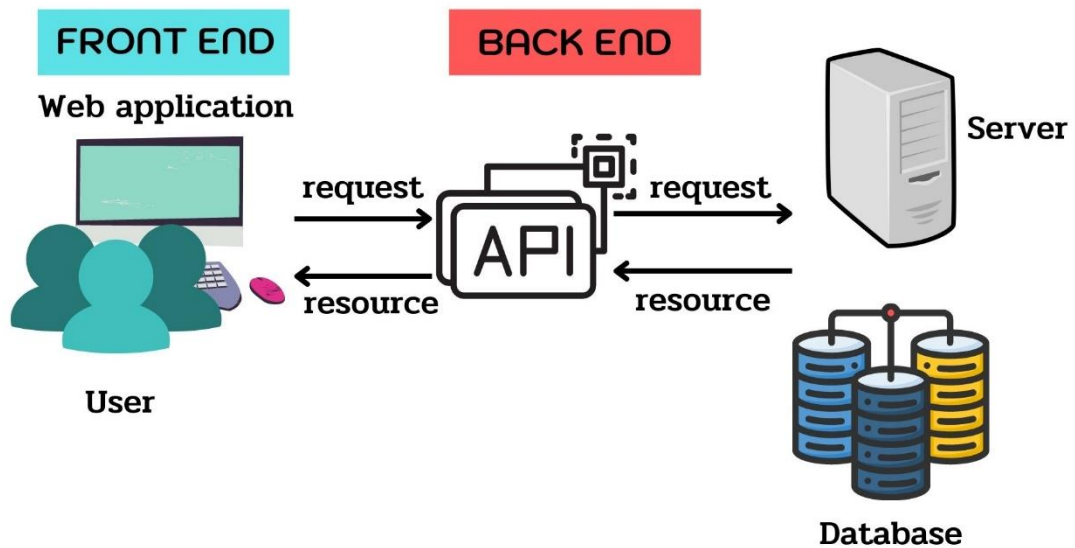 FRONT END
BACK END
Web application
Server
request
request
API
resource
resource
User
Database